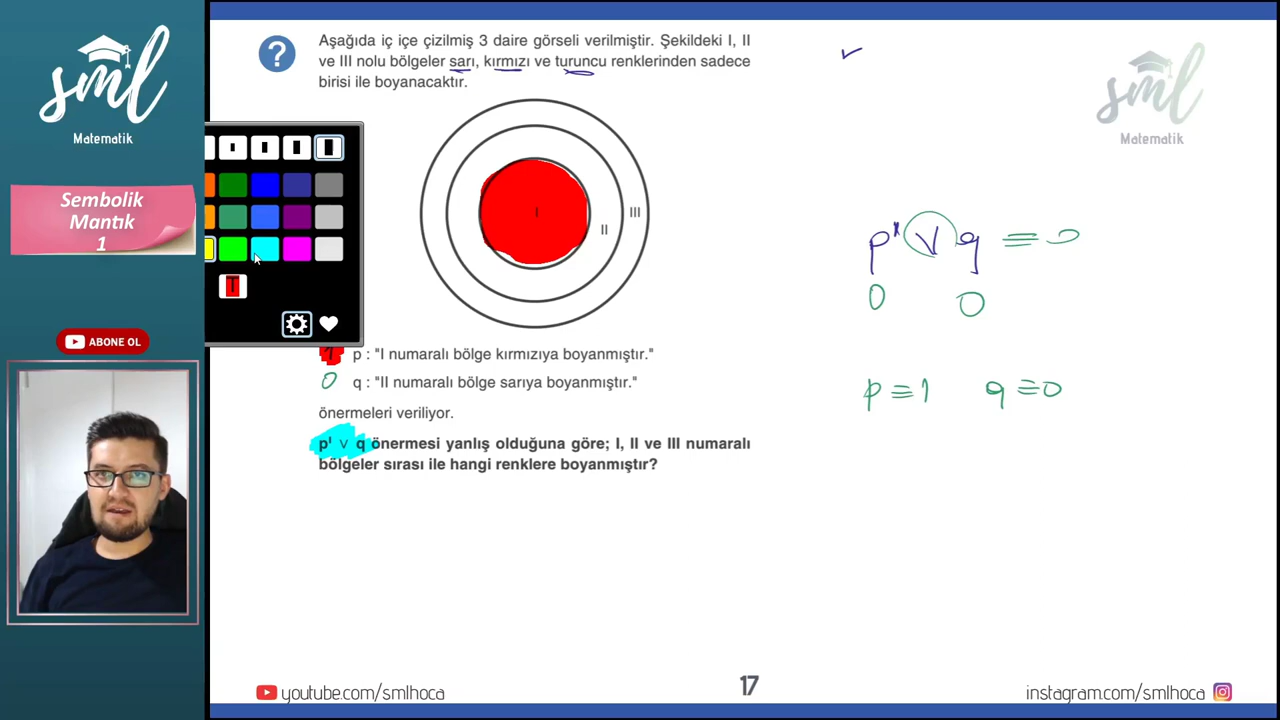 sml
Matematik
Sembolik
Mantık
1
ABONE OL
?
Aşağıda iç içe çizilmiş 3 daire görseli verilmiştir. Şekildeki I, II
ve III nolu bölgeler sarı, kırmızı ve turuncu renklerinden sadece
birisi ile boyanacaktır.
I
II
III
T
1 p : "I numaralı bölge kırmızıya boyanmıştır."
0 q : "II numaralı bölge sarıya boyanmıştır."
önermeleri veriliyor.
p' ∨ q önermesi yanlış olduğuna göre; I, II ve III numaralı
bölgeler sırası ile hangi renklere boyanmıştır?
sml
Matematik
p' ∨ q ≡ 0
0 0
p ≡ 1 q ≡ 0
youtube.com/smlhoca
17
instagram.com/smlhoca